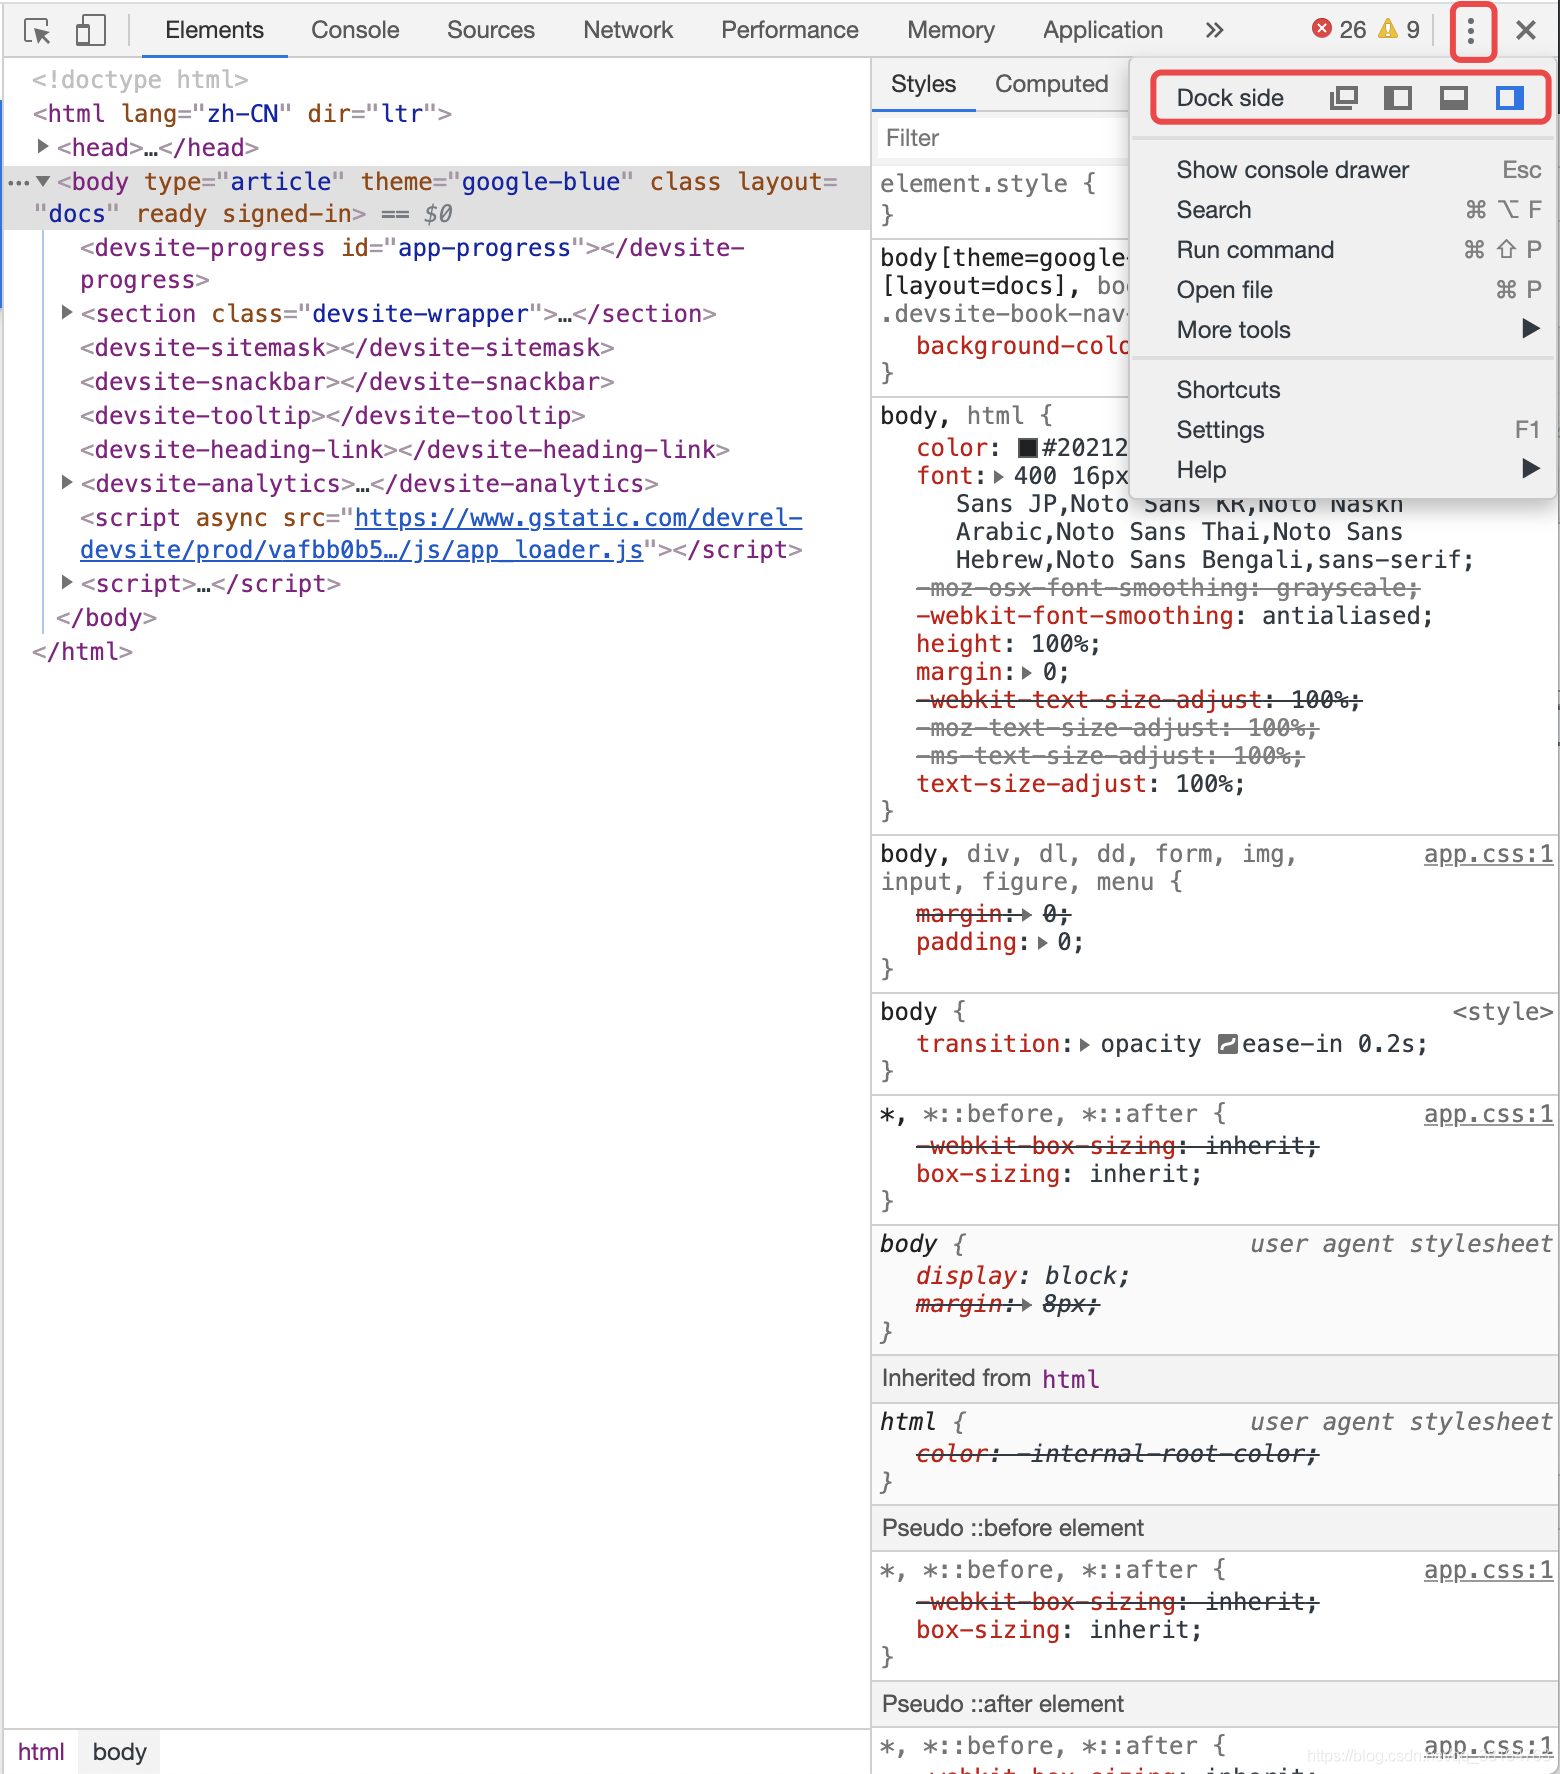 Elements Console Sources Network Performance Memory Application » 26 9
<!doctype html>
<html lang="zh-CN" dir="ltr">
<head>…</head>
<body type="article" theme="google-blue" class layout=
"docs" ready signed-in> == $0
<devsite-progress id="app-progress"></devsite-
progress>
<section class="devsite-wrapper">…</section>
<devsite-sitemask></devsite-sitemask>
<devsite-snackbar></devsite-snackbar>
<devsite-tooltip></devsite-tooltip>
<devsite-heading-link></devsite-heading-link>
<devsite-analytics>…</devsite-analytics>
<script async src="https://www.gstatic.com/devrel-
devsite/prod/vafbb0b5…/js/app_loader.js"></script>
<script>…</script>
</body>
</html>
html body
Styles Computed
Filter
element.style {
}
body[theme=google-
[layout=docs],
.devsite-book-nav-
background-colo
}
body, html {
color: #20212
font: 400 16px
Sans JP,Noto Sans KR,Noto Naskh
Arabic,Noto Sans Thai,Noto Sans
Hebrew,Noto Sans Bengali,sans-serif;
-moz-osx-font-smoothing: grayscale;
-webkit-font-smoothing: antialiased;
height: 100%;
margin: 0;
-webkit-text-size-adjust: 100%;
-moz-text-size-adjust: 100%;
-ms-text-size-adjust: 100%;
text-size-adjust: 100%;
}
body, div, dl, dd, form, img, app.css:1
input, figure, menu {
margin: 0;
padding: 0;
}
body { <style>
transition: opacity ease-in 0.2s;
}
*, *::before, *::after { app.css:1
-webkit-box-sizing: inherit;
box-sizing: inherit;
}
body { user agent stylesheet
display: block;
margin: 8px;
}
Inherited from html
html { user agent stylesheet
color: -internal-root-color;
}
Pseudo ::before element
*, *::before, *::after { app.css:1
-webkit-box-sizing: inherit;
box-sizing: inherit;
}
Pseudo ::after element
*, *::before, *::after { app.css:1
-webkit-box-sizing: inherit;
Dock side
Show console drawer Esc
Search ⌘ ⌥ F
Run command ⌘ ⇧ P
Open file ⌘ P
More tools
Shortcuts
Settings F1
Help